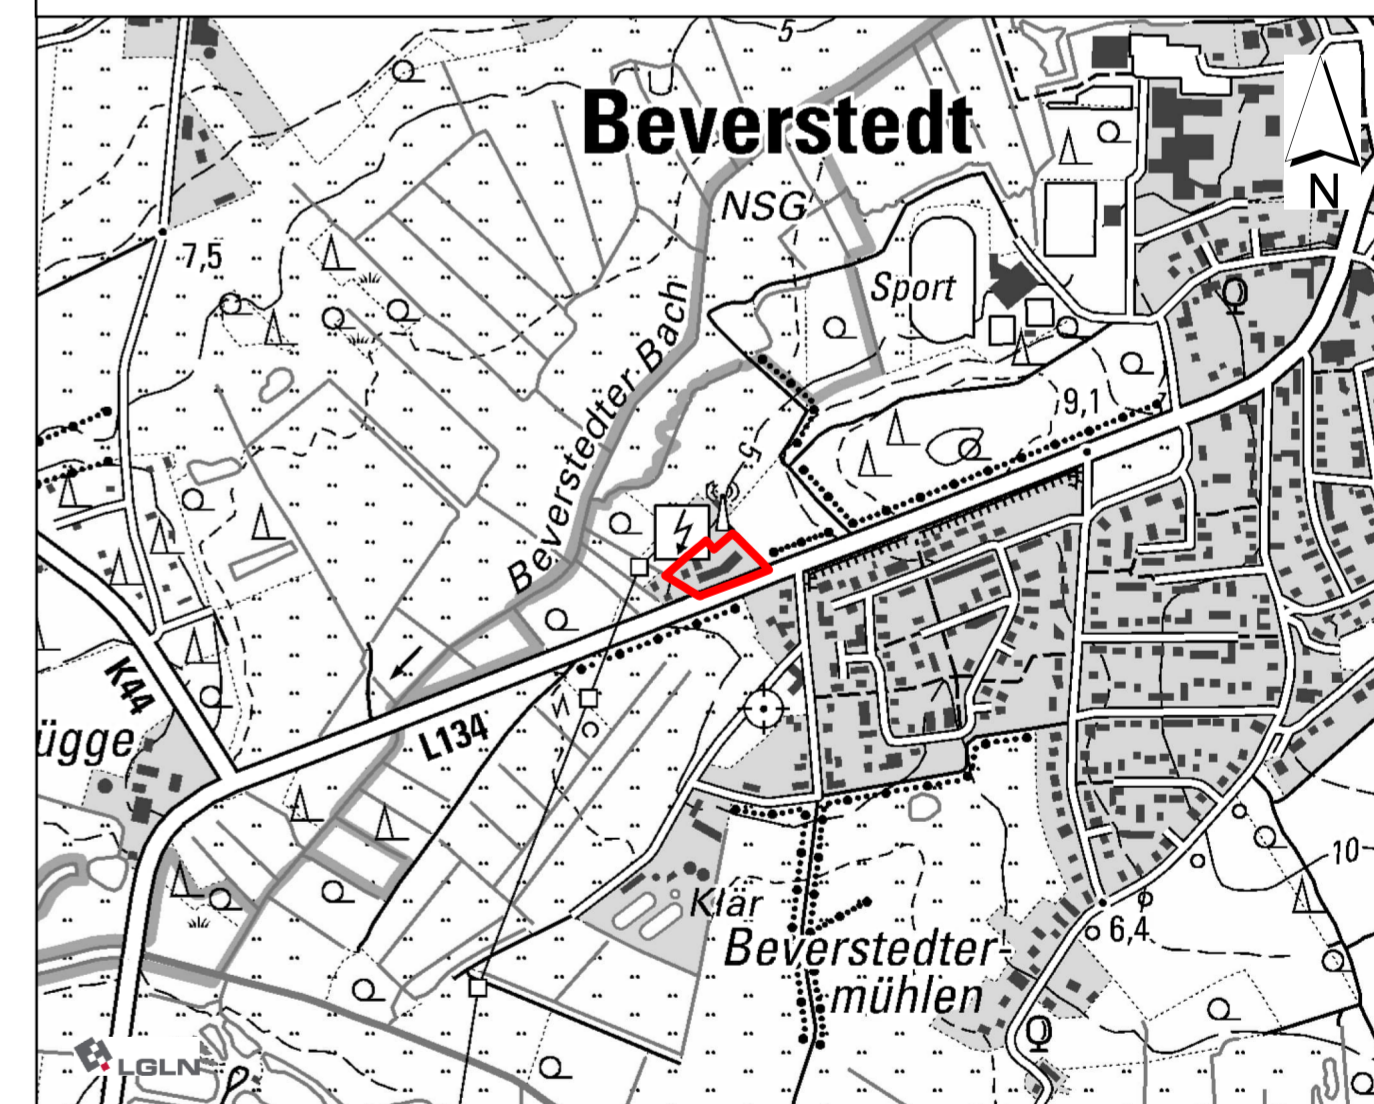 5
Beverstedt
NSG
N
7,5
Sport
Beverstedter Bach
9,1
5
K44
ügge
L134
10
Klär
6,4
Beverstedter-
mühlen
LGLN